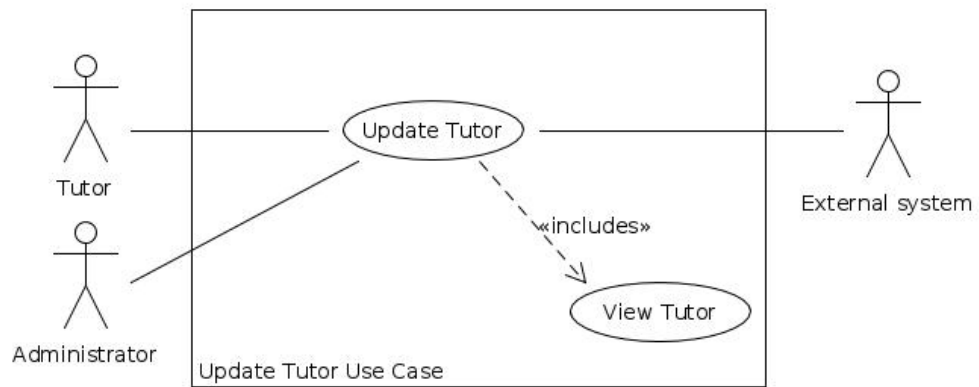 Update Tutor
Tutor
External system
«includes»
View Tutor
Administrator
Update Tutor Use Case